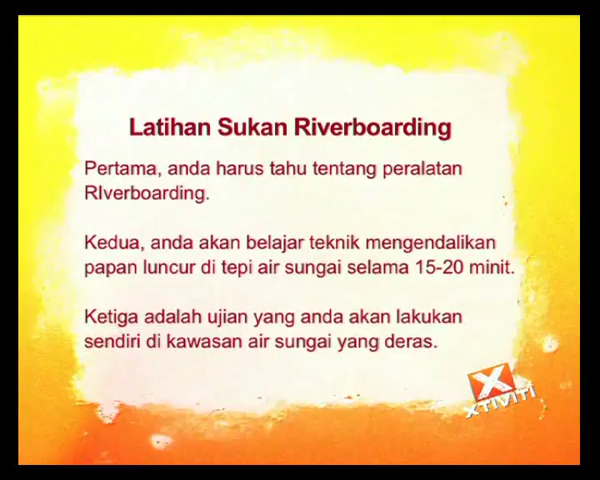 Latihan Sukan Riverboarding
Pertama, anda harus tahu tentang peralatan
RIverboarding.
Kedua, anda akan belajar teknik mengendalikan
papan luncur di tepi air sungai selama 15-20 minit.
Ketiga adalah ujian yang anda akan lakukan
sendiri di kawasan air sungai yang deras.
X
XTIVITI